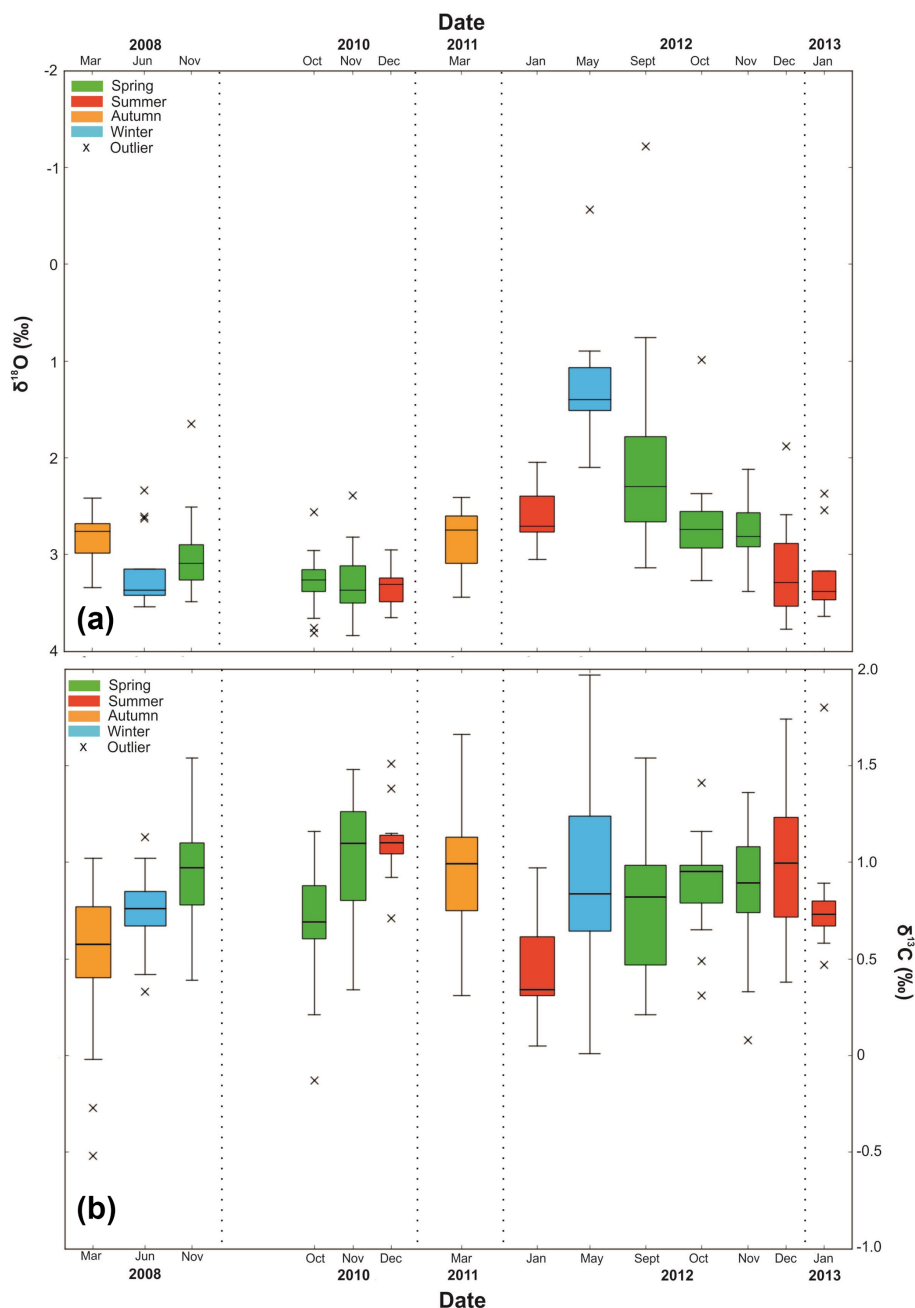 Date
2008 2010 2011 2012 2013
Mar Jun Nov Oct Nov Dec Mar Jan May Sept Oct Nov Dec Jan
-2
Spring
Summer
Autumn
Winter
x Outlier
-1
0
δ¹⁸O (‰)
1
2
3
(a)
4
2.0
Spring
Summer
Autumn
Winter
x Outlier
1.5
1.0
δ¹³C (‰)
0.5
0
-0.5
(b)
-1.0
Mar Jun Nov Oct Nov Dec Mar Jan May Sept Oct Nov Dec Jan
2008 2010 2011 2012 2013
Date